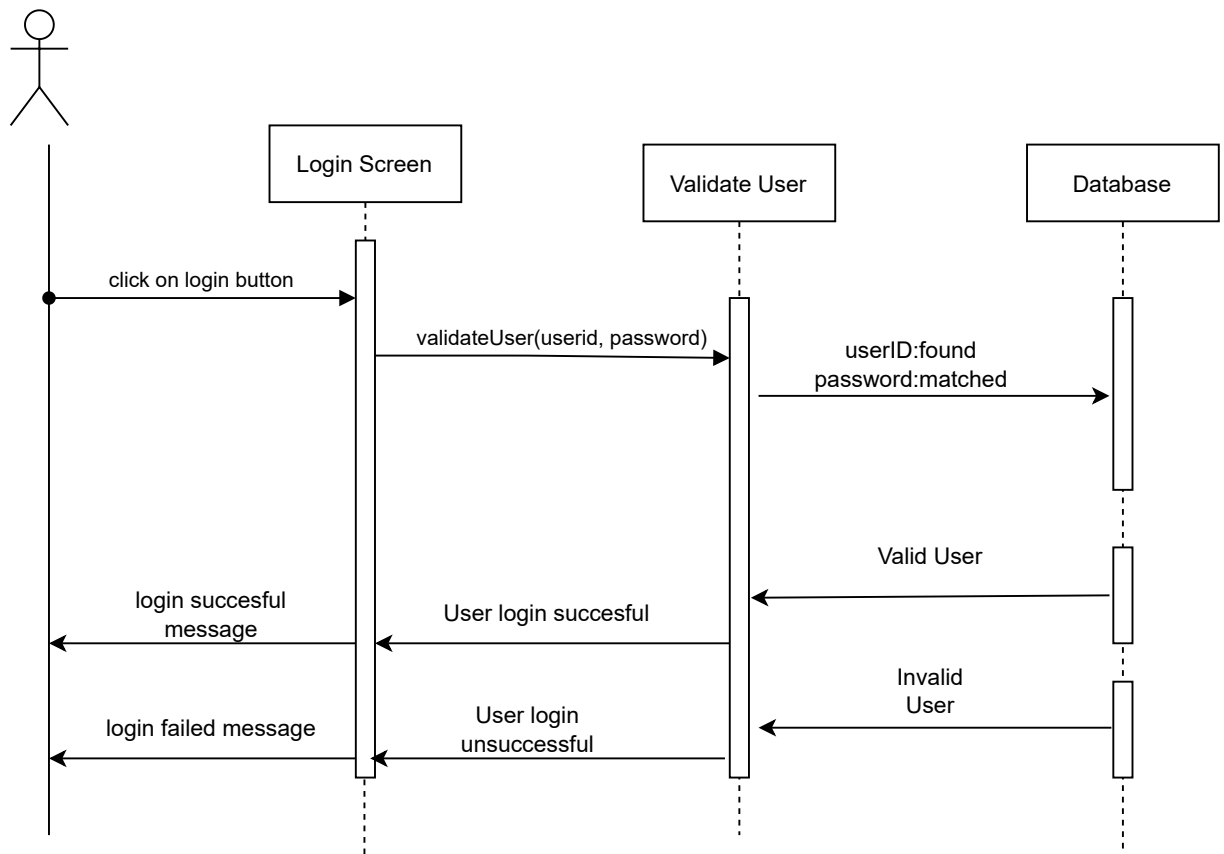 Login Screen
Validate User
Database
click on login button
validateUser(userid, password)
userID:found
password:matched
Valid User
login succesful
message
User login succesful
Invalid
User
login failed message
User login
unsuccessful